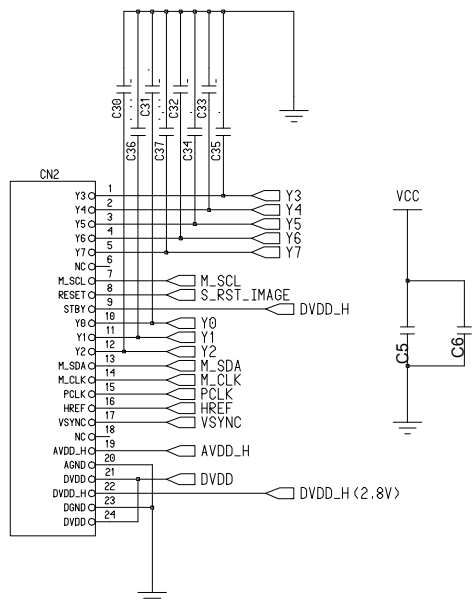 C30
C31
C32
C33
C36
C37
C34
C35
CN2
Y3 1 Y3
Y4 2 Y4
Y5 3 Y5
Y6 4 Y6
Y7 5 Y7
NC 6
M_SCL 7 M_SCL
RESET 8 S_RST_IMAGE
STBY 9 DVDD_H
Y0 10 Y0
Y1 11 Y1
Y2 12 Y2
M_SDA 13 M_SDA
M_CLK 14 M_CLK
PCLK 15 PCLK
HREF 16 HREF
VSYNC 17 VSYNC
NC 18
AVDD_H 19 AVDD_H
AGND 20
DVDD 21 DVDD
DVDD_H 22 DVDD_H(2.8V)
DGND 23
DVDD 24
VCC
C5
C6